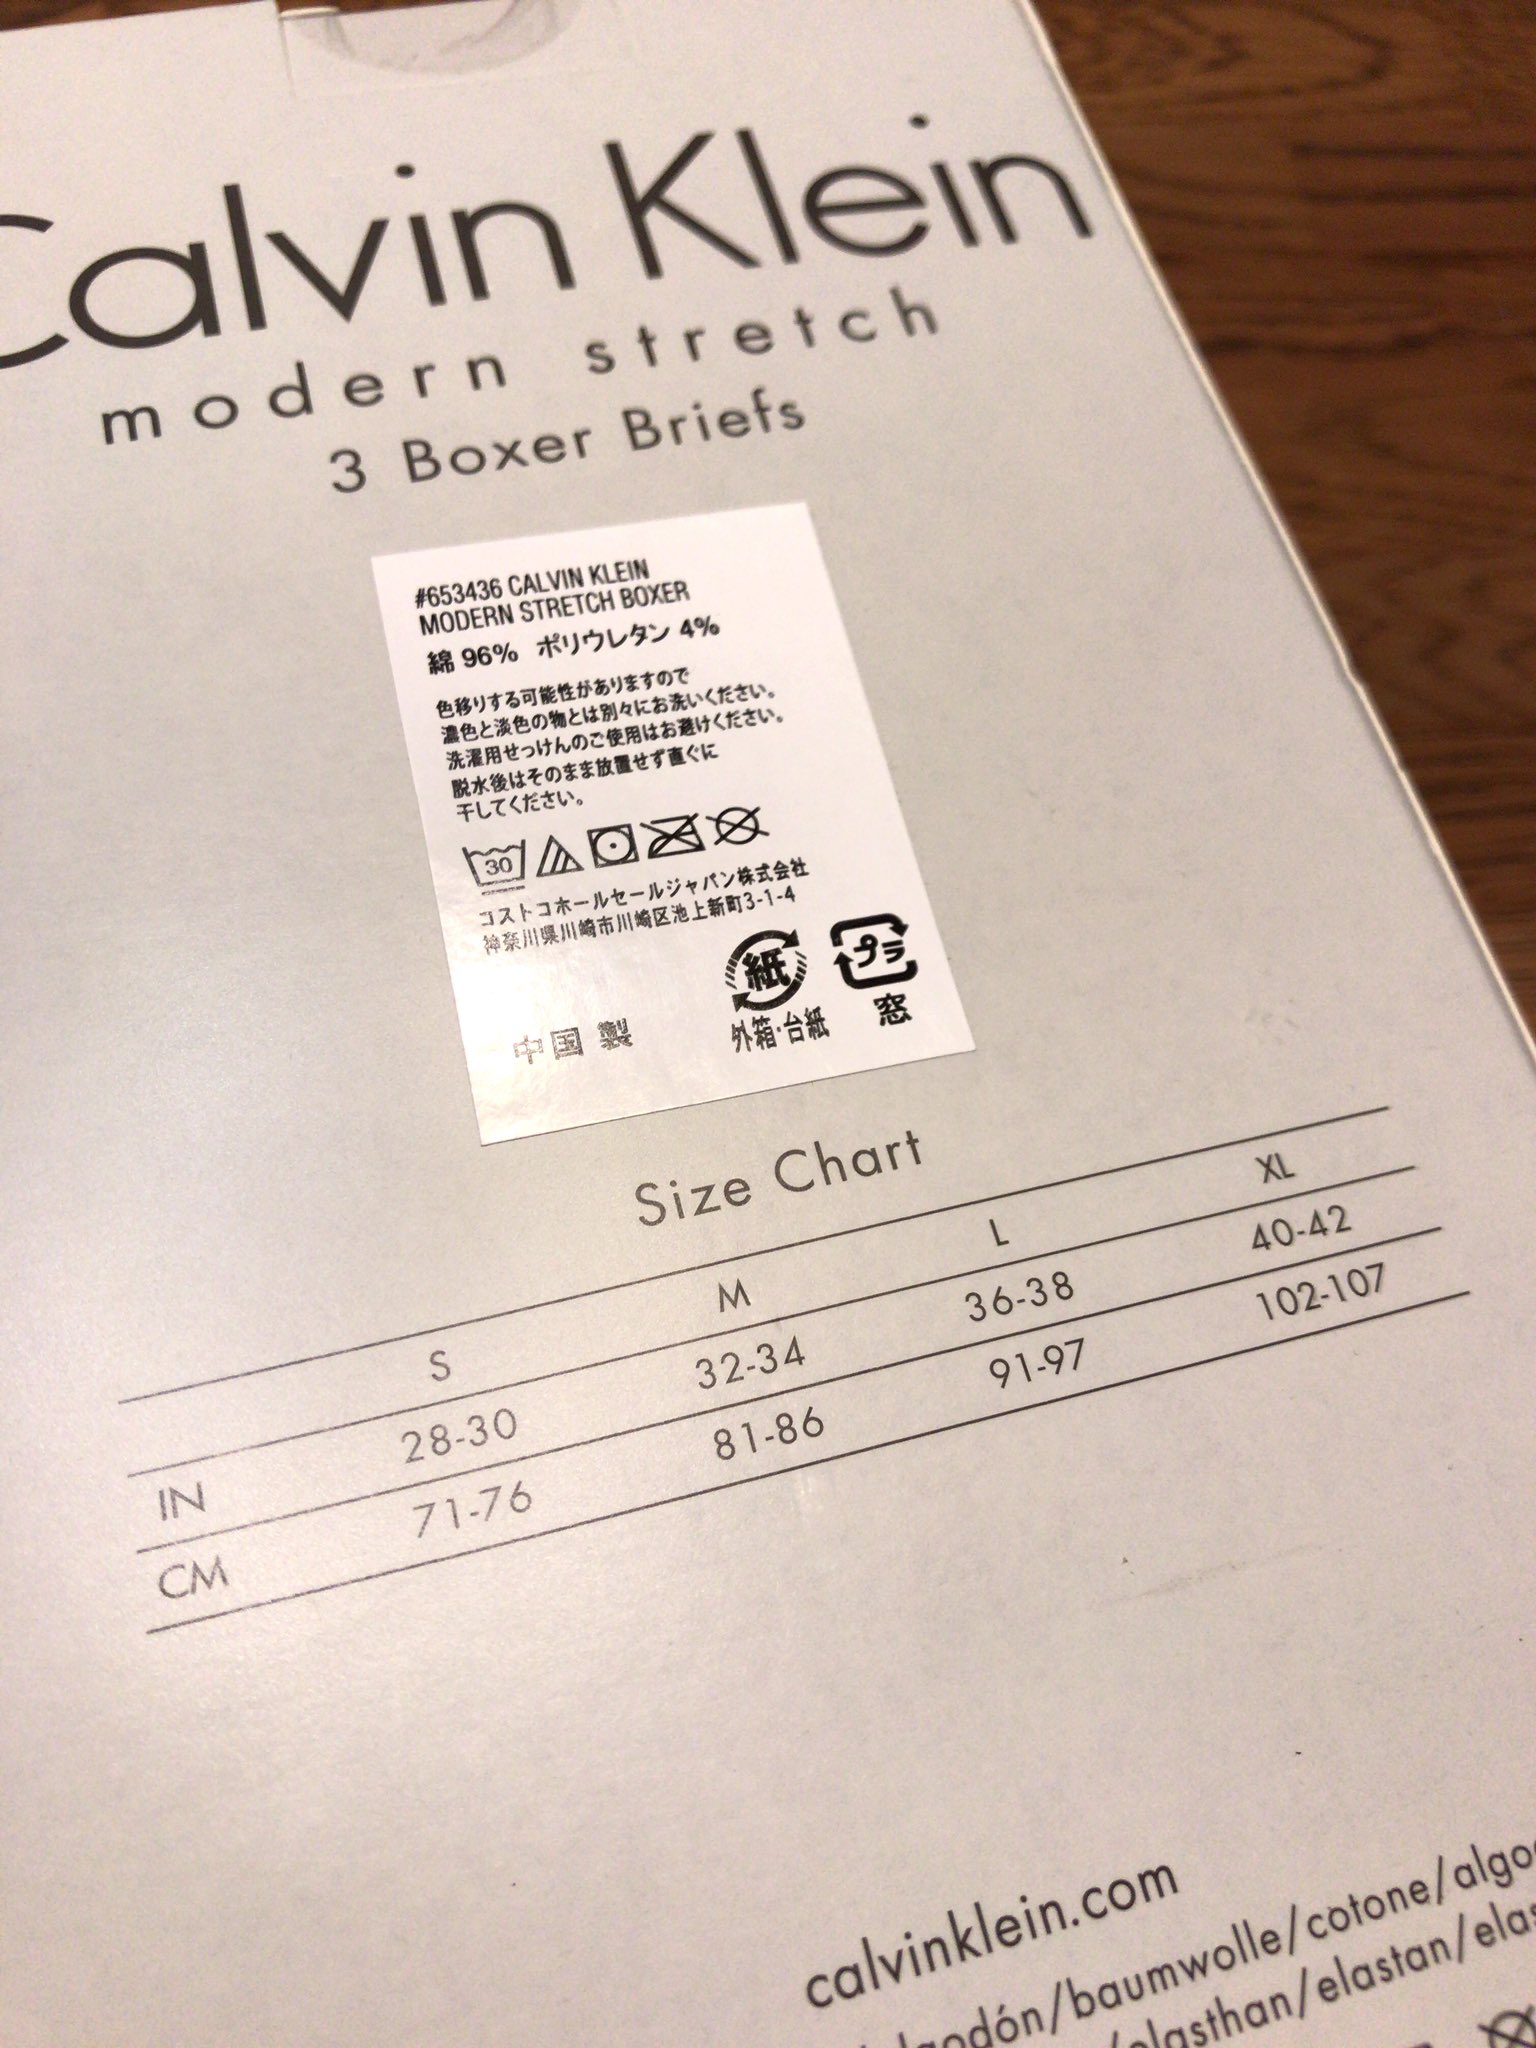 Calvin Klein
modern stretch
3 Boxer Briefs
#653436 CALVIN KLEIN
MODERN STRETCH BOXER
綿 96% ポリウレタン 4%
色移りする可能性がありますので
濃色と淡色の物とは別々にお洗いください。
洗濯用せっけんのご使用はお避けください。
脱水後はそのまま放置せず直ぐに
干してください。
30
コストコホールセールジャパン株式会社
神奈川県川崎市川崎区池上新町3-1-4
紙 プラ
外箱・台紙 窓
中国製
Size Chart
S M L XL
IN 28-30 32-34 36-38 40-42
CM 71-76 81-86 91-97 102-107
calvinklein.com
/baumwolle/cotone/
/elastan/